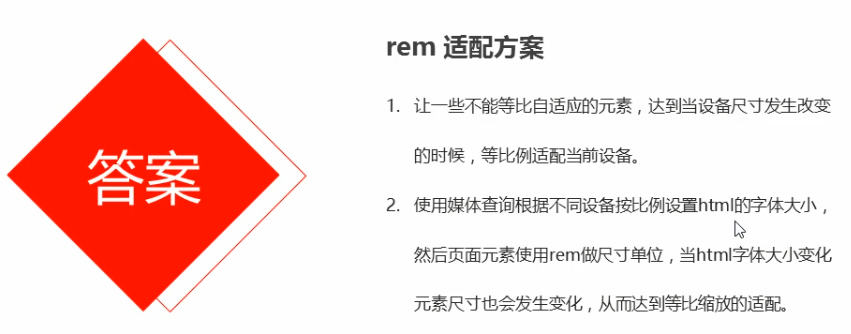 答案
rem 适配方案
1. 让一些不能等比自适应的元素，达到当设备尺寸发生改变
的时候，等比例适配当前设备。
2. 使用媒体查询根据不同设备按比例设置html的字体大小，
然后页面元素使用rem做尺寸单位，当html字体大小变化
元素尺寸也会发生变化，从而达到等比缩放的适配。